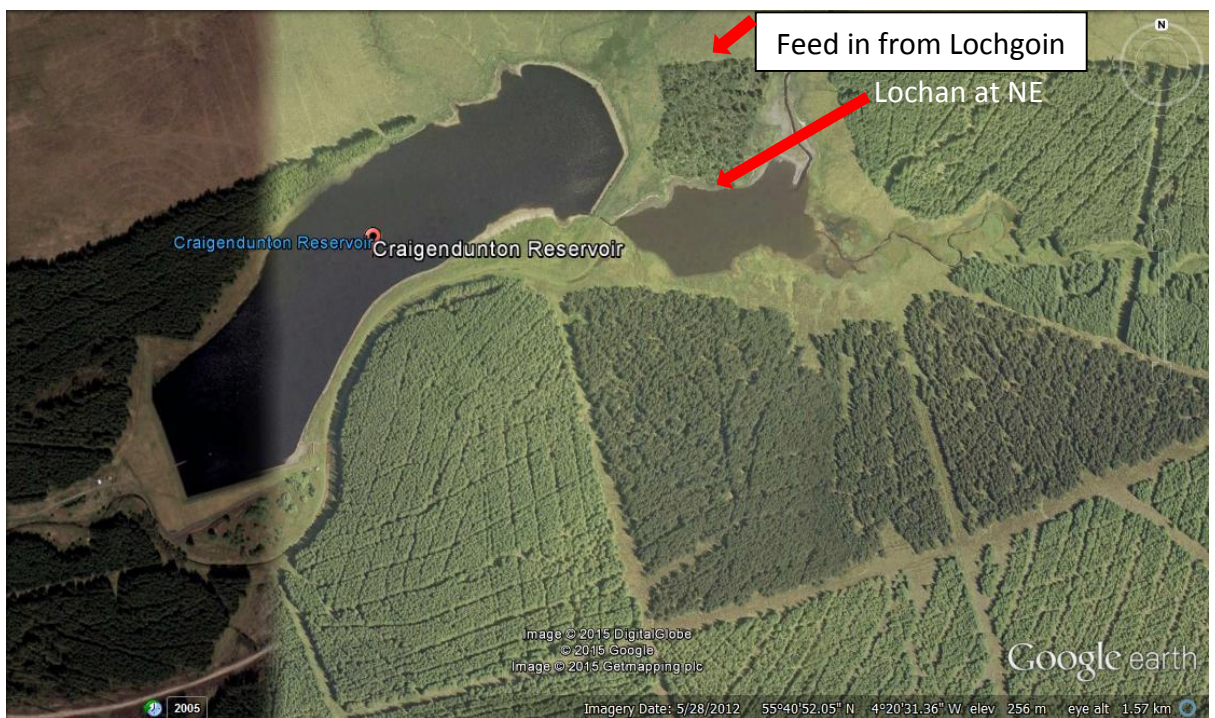 N
Feed in from Lochgoin
Lochan at NE
Craigendunton Reservoir
Craigendunton Reservoir
Image © 2015 DigitalGlobe
© 2015 Google
Image © 2015 Getmapping plc
Google earth
2005
Imagery Date: 5/28/2012 55°40'52.05" N 4°20'31.36" W elev 256 m eye alt 1.57 km